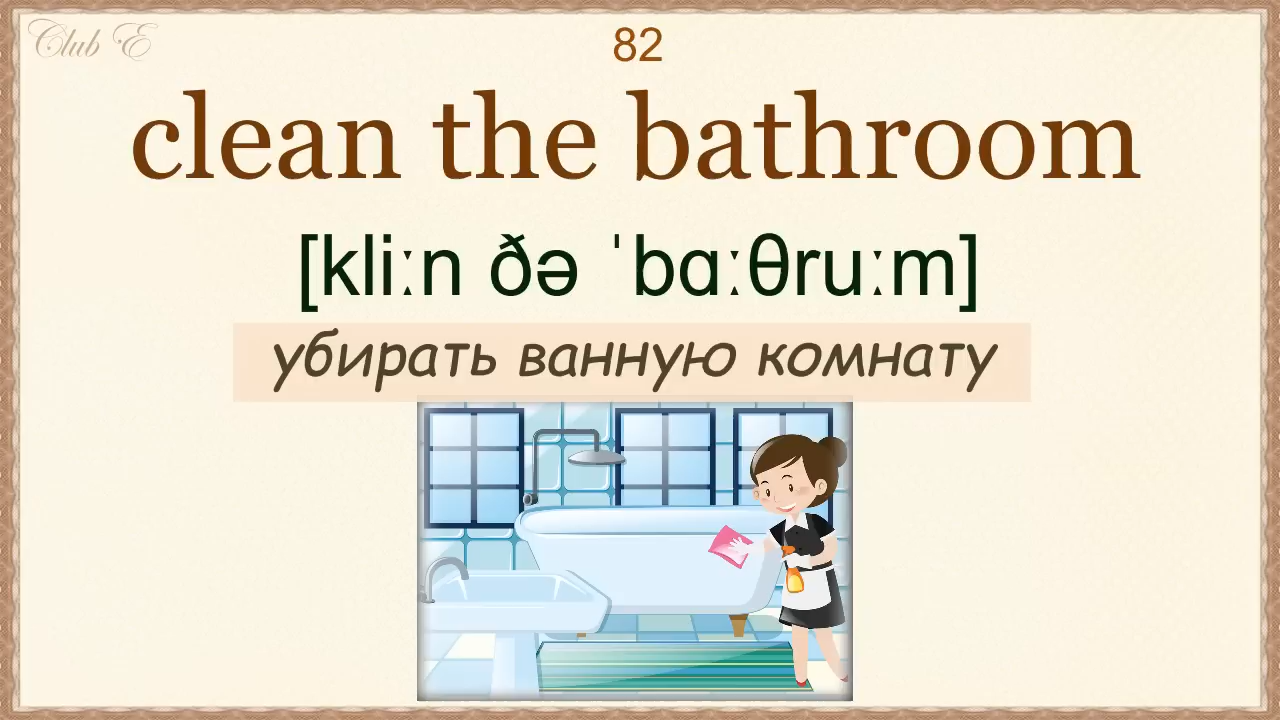 Club E
82
clean the bathroom
[kliːn ðə ˈbɑːθruːm]
убирать ванную комнату